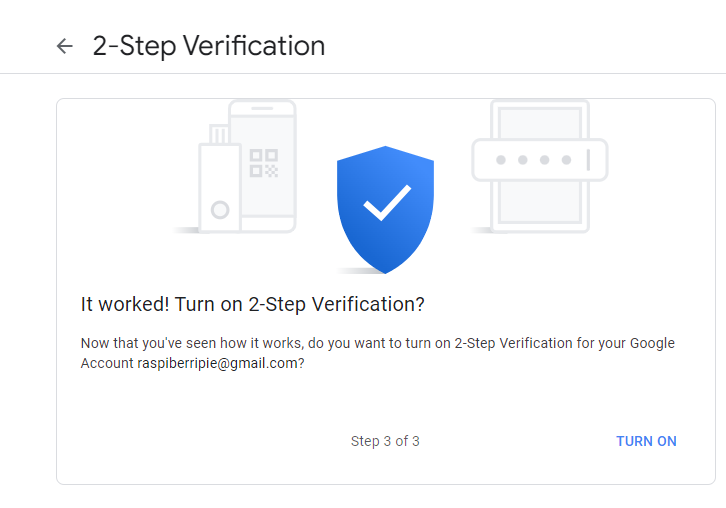 2-Step Verification
It worked! Turn on 2-Step Verification?
Now that you've seen how it works, do you want to turn on 2-Step Verification for your Google
Account raspiberripie@gmail.com?
Step 3 of 3
TURN ON